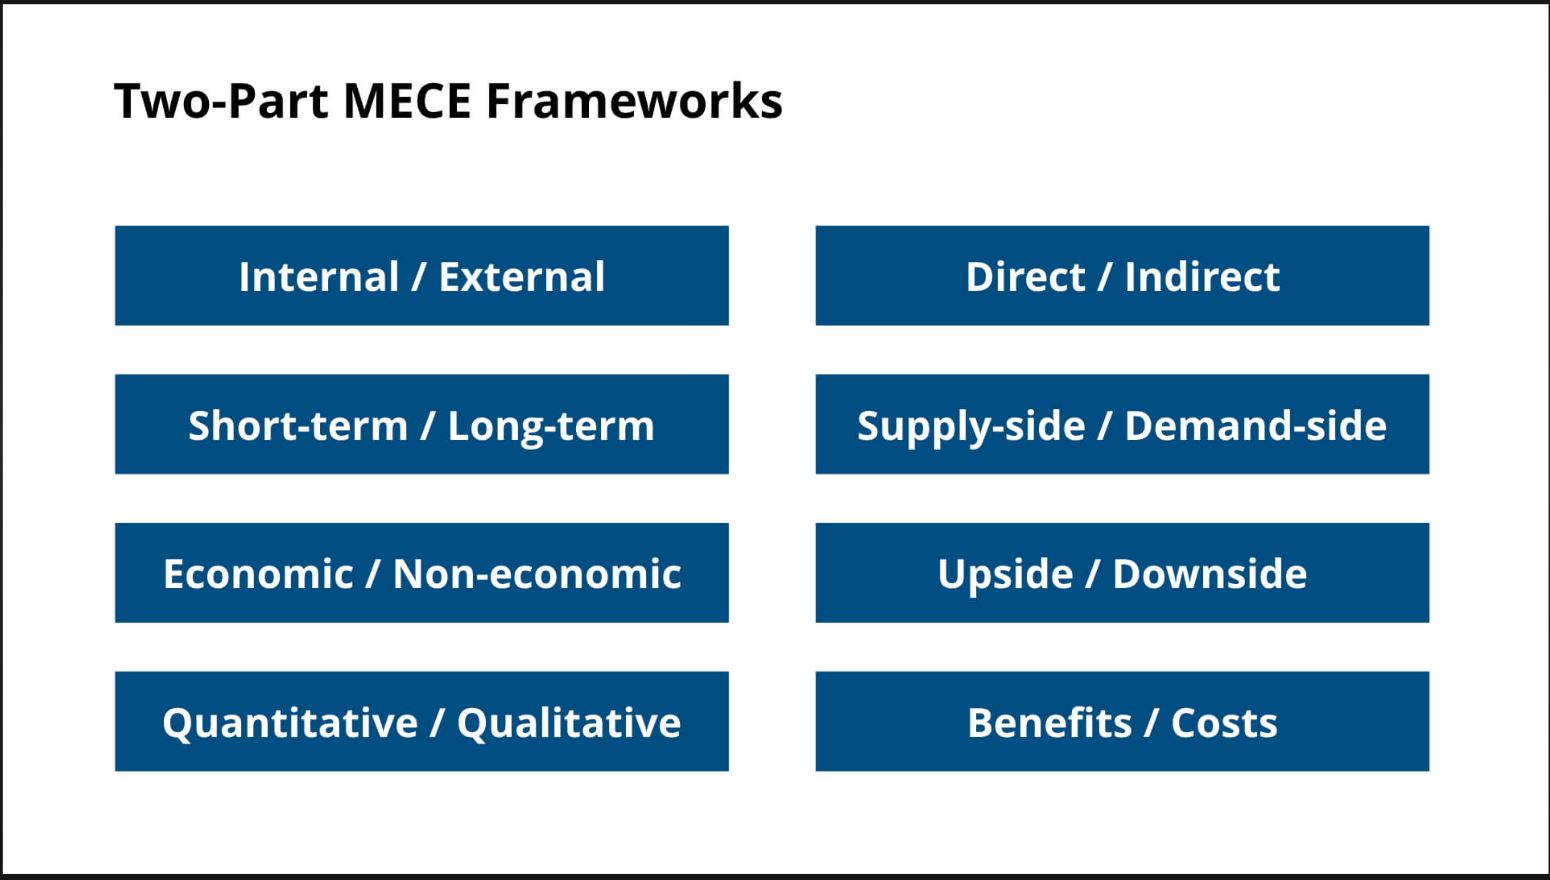 Two-Part MECE Frameworks
Internal / External
Direct / Indirect
Short-term / Long-term
Supply-side / Demand-side
Economic / Non-economic
Upside / Downside
Quantitative / Qualitative
Benefits / Costs